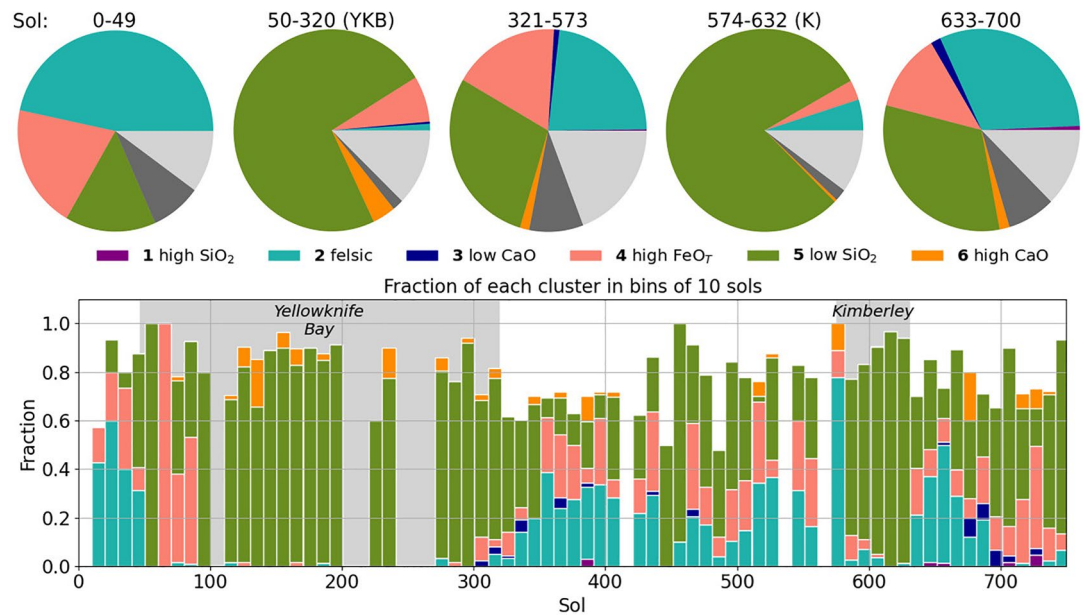 Sol: 0-49 50-320 (YKB) 321-573 574-632 (K) 633-700
1 high SiO₂ 2 felsic 3 low CaO 4 high FeO_T 5 low SiO₂ 6 high CaO
Fraction of each cluster in bins of 10 sols
Yellowknife
Bay
Kimberley
1.0
0.8
0.6
0.4
0.2
0.0
Fraction
0 100 200 300 400 500 600 700
Sol